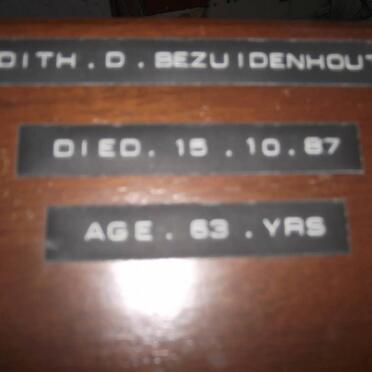 DITH . D . BEZUIDENHOUT
DIED. 15 . 10 . 87
AGE . 63 . YRS